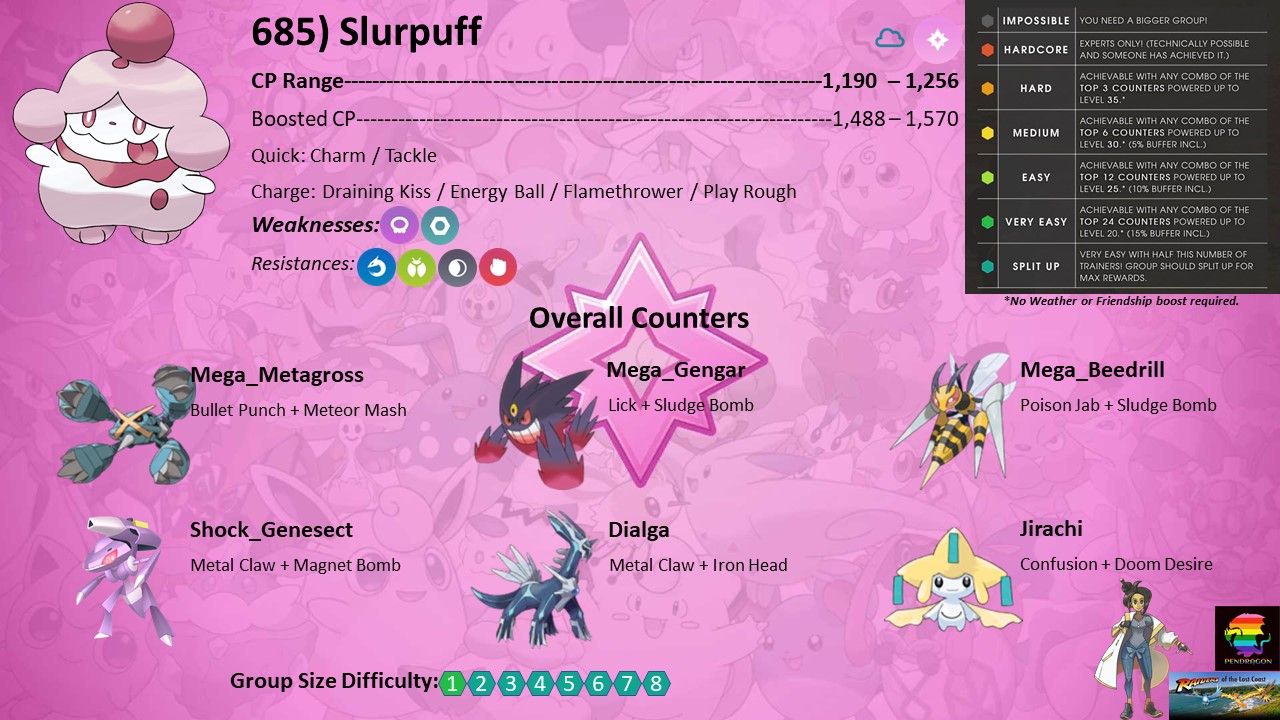 685) Slurpuff
CP Range---1,190 – 1,256
Boosted CP---1,488 – 1,570
Quick: Charm / Tackle
Charge: Draining Kiss / Energy Ball / Flamethrower / Play Rough
Weaknesses:
Resistances:
IMPOSSIBLE YOU NEED A BIGGER GROUP!
HARDCORE EXPERTS ONLY! (TECHNICALLY POSSIBLE
AND SOMEONE HAS ACHIEVED IT.)
HARD ACHIEVABLE WITH ANY COMBO OF THE
TOP 3 COUNTERS POWERED UP TO
LEVEL 35.*
MEDIUM ACHIEVABLE WITH ANY COMBO OF THE
TOP 6 COUNTERS POWERED UP TO
LEVEL 30.* (5% BUFFER INCL.)
EASY ACHIEVABLE WITH ANY COMBO OF THE
TOP 12 COUNTERS POWERED UP TO
LEVEL 25.* (10% BUFFER INCL.)
VERY EASY ACHIEVABLE WITH ANY COMBO OF THE
TOP 24 COUNTERS POWERED UP TO
LEVEL 20.* (15% BUFFER INCL.)
SPLIT UP VERY EASY WITH HALF THIS NUMBER OF
TRAINERS! GROUP SHOULD SPLIT UP FOR
MAX REWARDS.
*No Weather or Friendship boost required.
Overall Counters
Mega_Metagross
Bullet Punch + Meteor Mash
Mega_Gengar
Lick + Sludge Bomb
Mega_Beedrill
Poison Jab + Sludge Bomb
Shock_Genesect
Metal Claw + Magnet Bomb
Dialga
Metal Claw + Iron Head
Jirachi
Confusion + Doom Desire
Group Size Difficulty: 1 2 3 4 5 6 7 8
PENDRAGON
RAIDERS of the Lost Coast